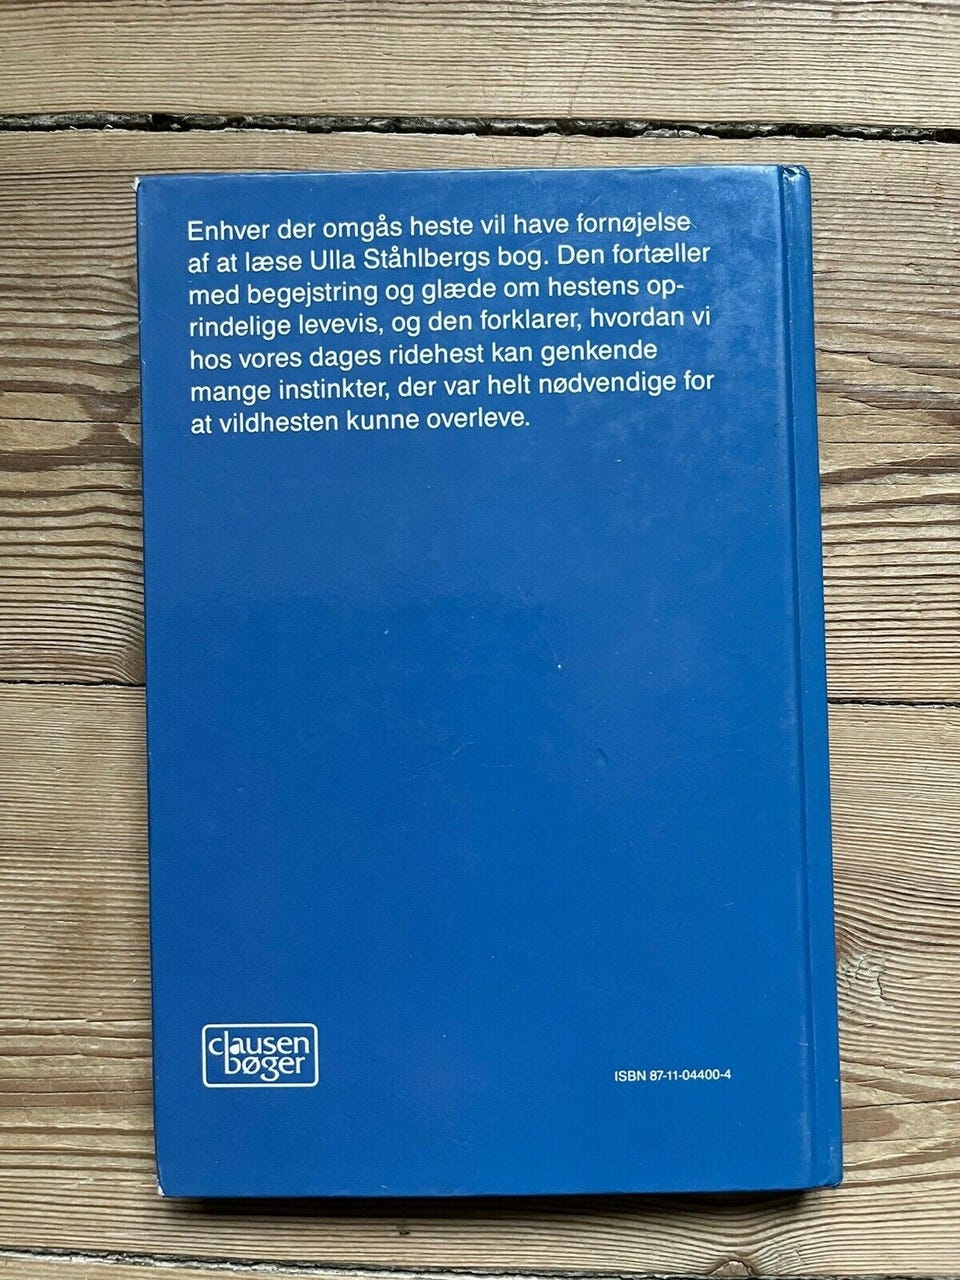 Enhver der omgås heste vil have fornøjelse
af at læse Ulla Ståhlbergs bog. Den fortæller
med begejstring og glæde om hestens op-
rindelige levevis, og den forklarer, hvordan vi
hos vores dages ridehest kan genkende
mange instinkter, der var helt nødvendige for
at vildhesten kunne overleve.
clausen
bøger
ISBN 87-11-04400-4